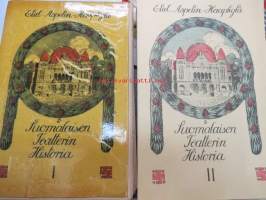 Eliel Aspelin-Haapkylä
Suomalaisen
Teatterin
Historia
I
Eliel Aspelin-Haapkylä
Suomalaisen
Teatterin
Historia
II